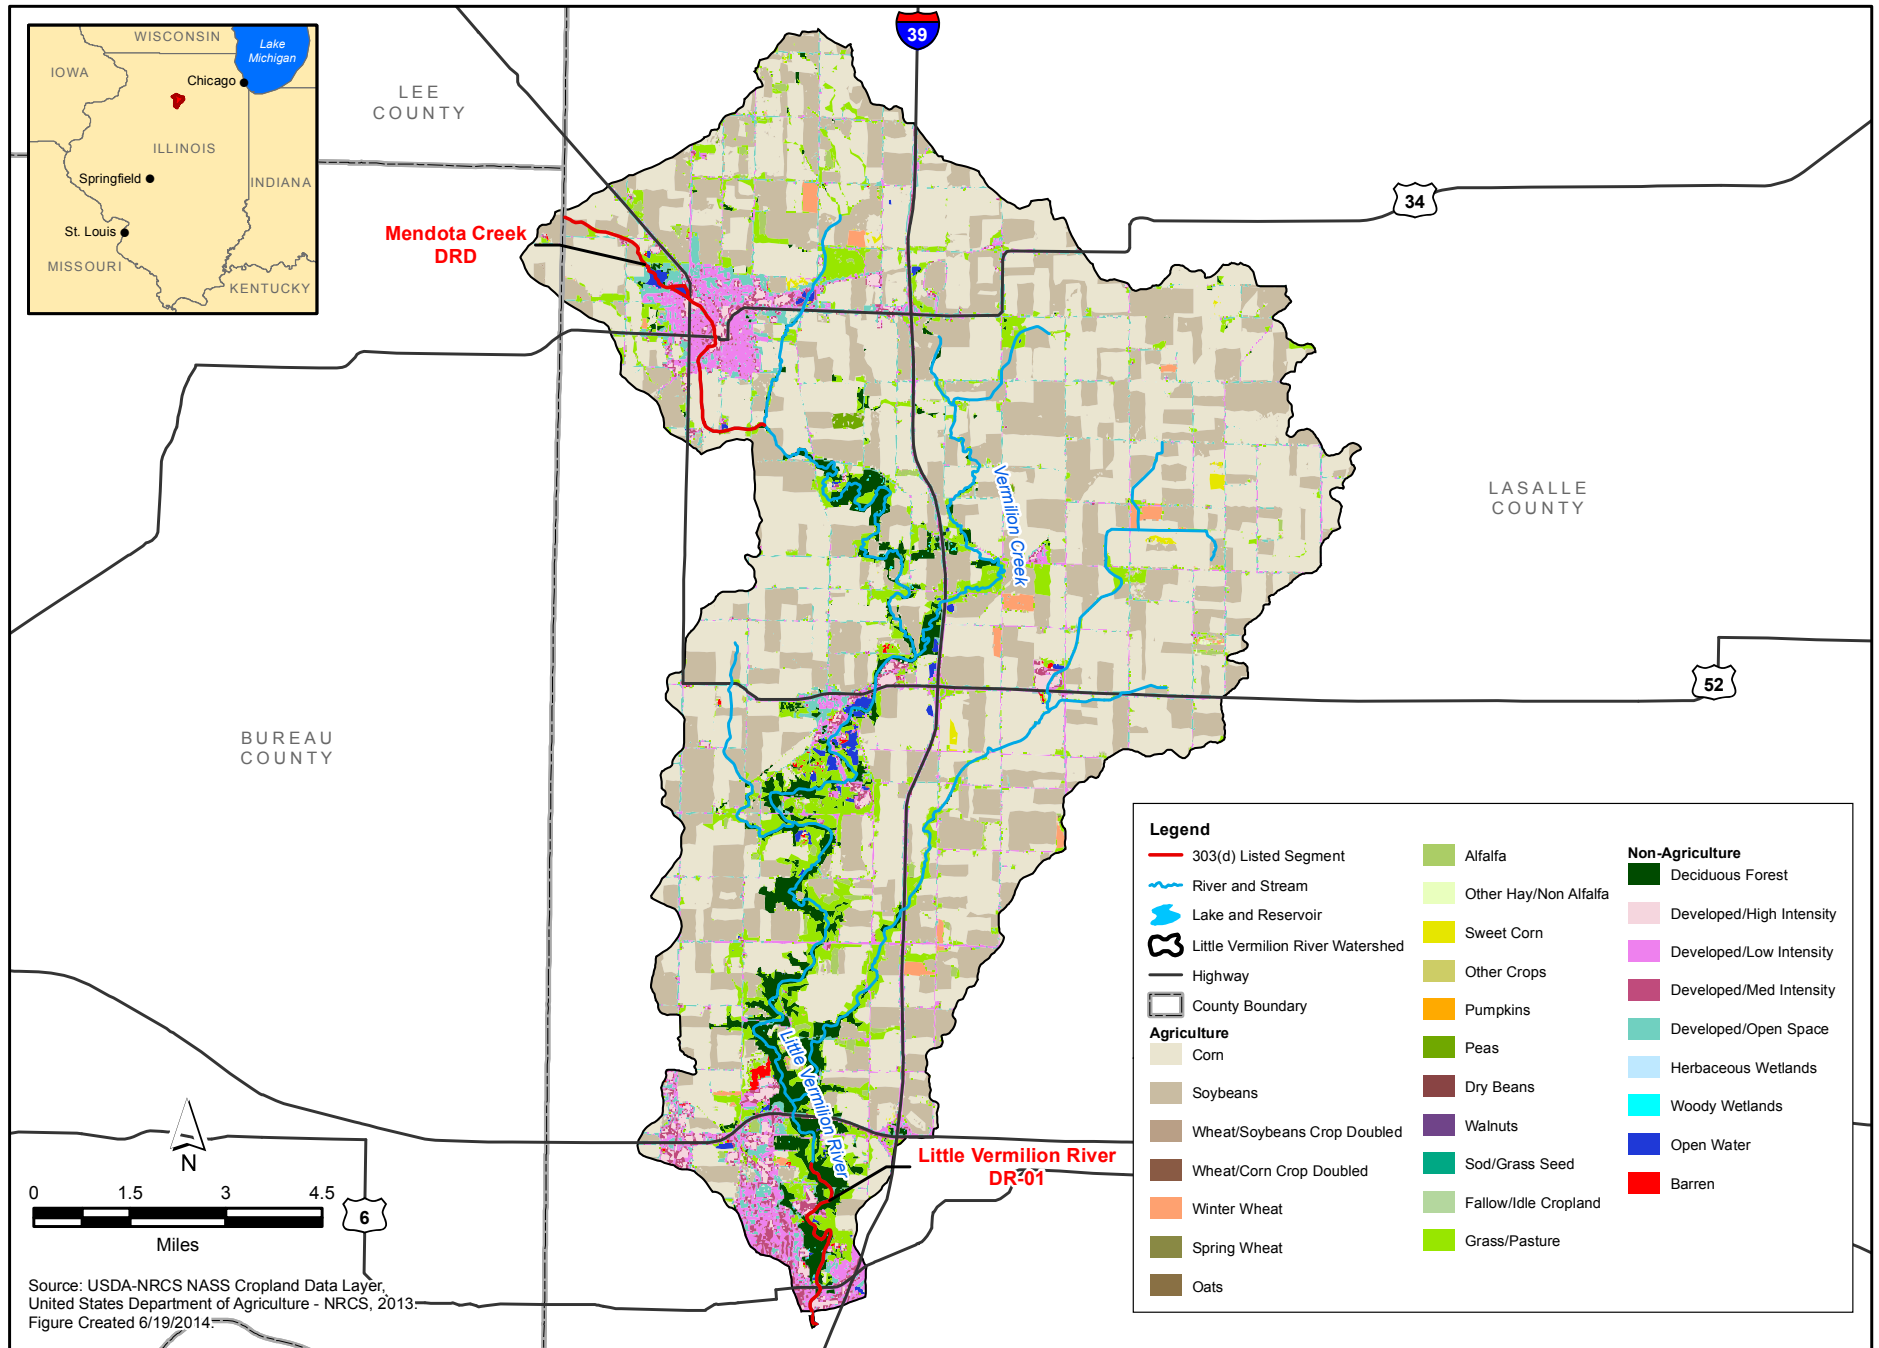 WISCONSIN
Lake
Michigan
IOWA
Chicago
ILLINOIS
Springfield
INDIANA
St. Louis
MISSOURI
KENTUCKY
LEE
COUNTY
39
34
Mendota Creek
DRD
Vermilion Creek
LASALLE
COUNTY
52
BUREAU
COUNTY
Little Vermilion River
Little Vermilion River
DR-01
N
0 1.5 3 4.5
Miles
6
Source: USDA-NRCS NASS Cropland Data Layer,
United States Department of Agriculture - NRCS, 2013.
Figure Created 6/19/2014.
Legend
303(d) Listed Segment
River and Stream
Lake and Reservoir
Little Vermilion River Watershed
Highway
County Boundary
Agriculture
Corn
Soybeans
Wheat/Soybeans Crop Doubled
Wheat/Corn Crop Doubled
Winter Wheat
Spring Wheat
Oats
Alfalfa
Other Hay/Non Alfalfa
Sweet Corn
Other Crops
Pumpkins
Peas
Dry Beans
Walnuts
Sod/Grass Seed
Fallow/Idle Cropland
Grass/Pasture
Non-Agriculture
Deciduous Forest
Developed/High Intensity
Developed/Low Intensity
Developed/Med Intensity
Developed/Open Space
Herbaceous Wetlands
Woody Wetlands
Open Water
Barren